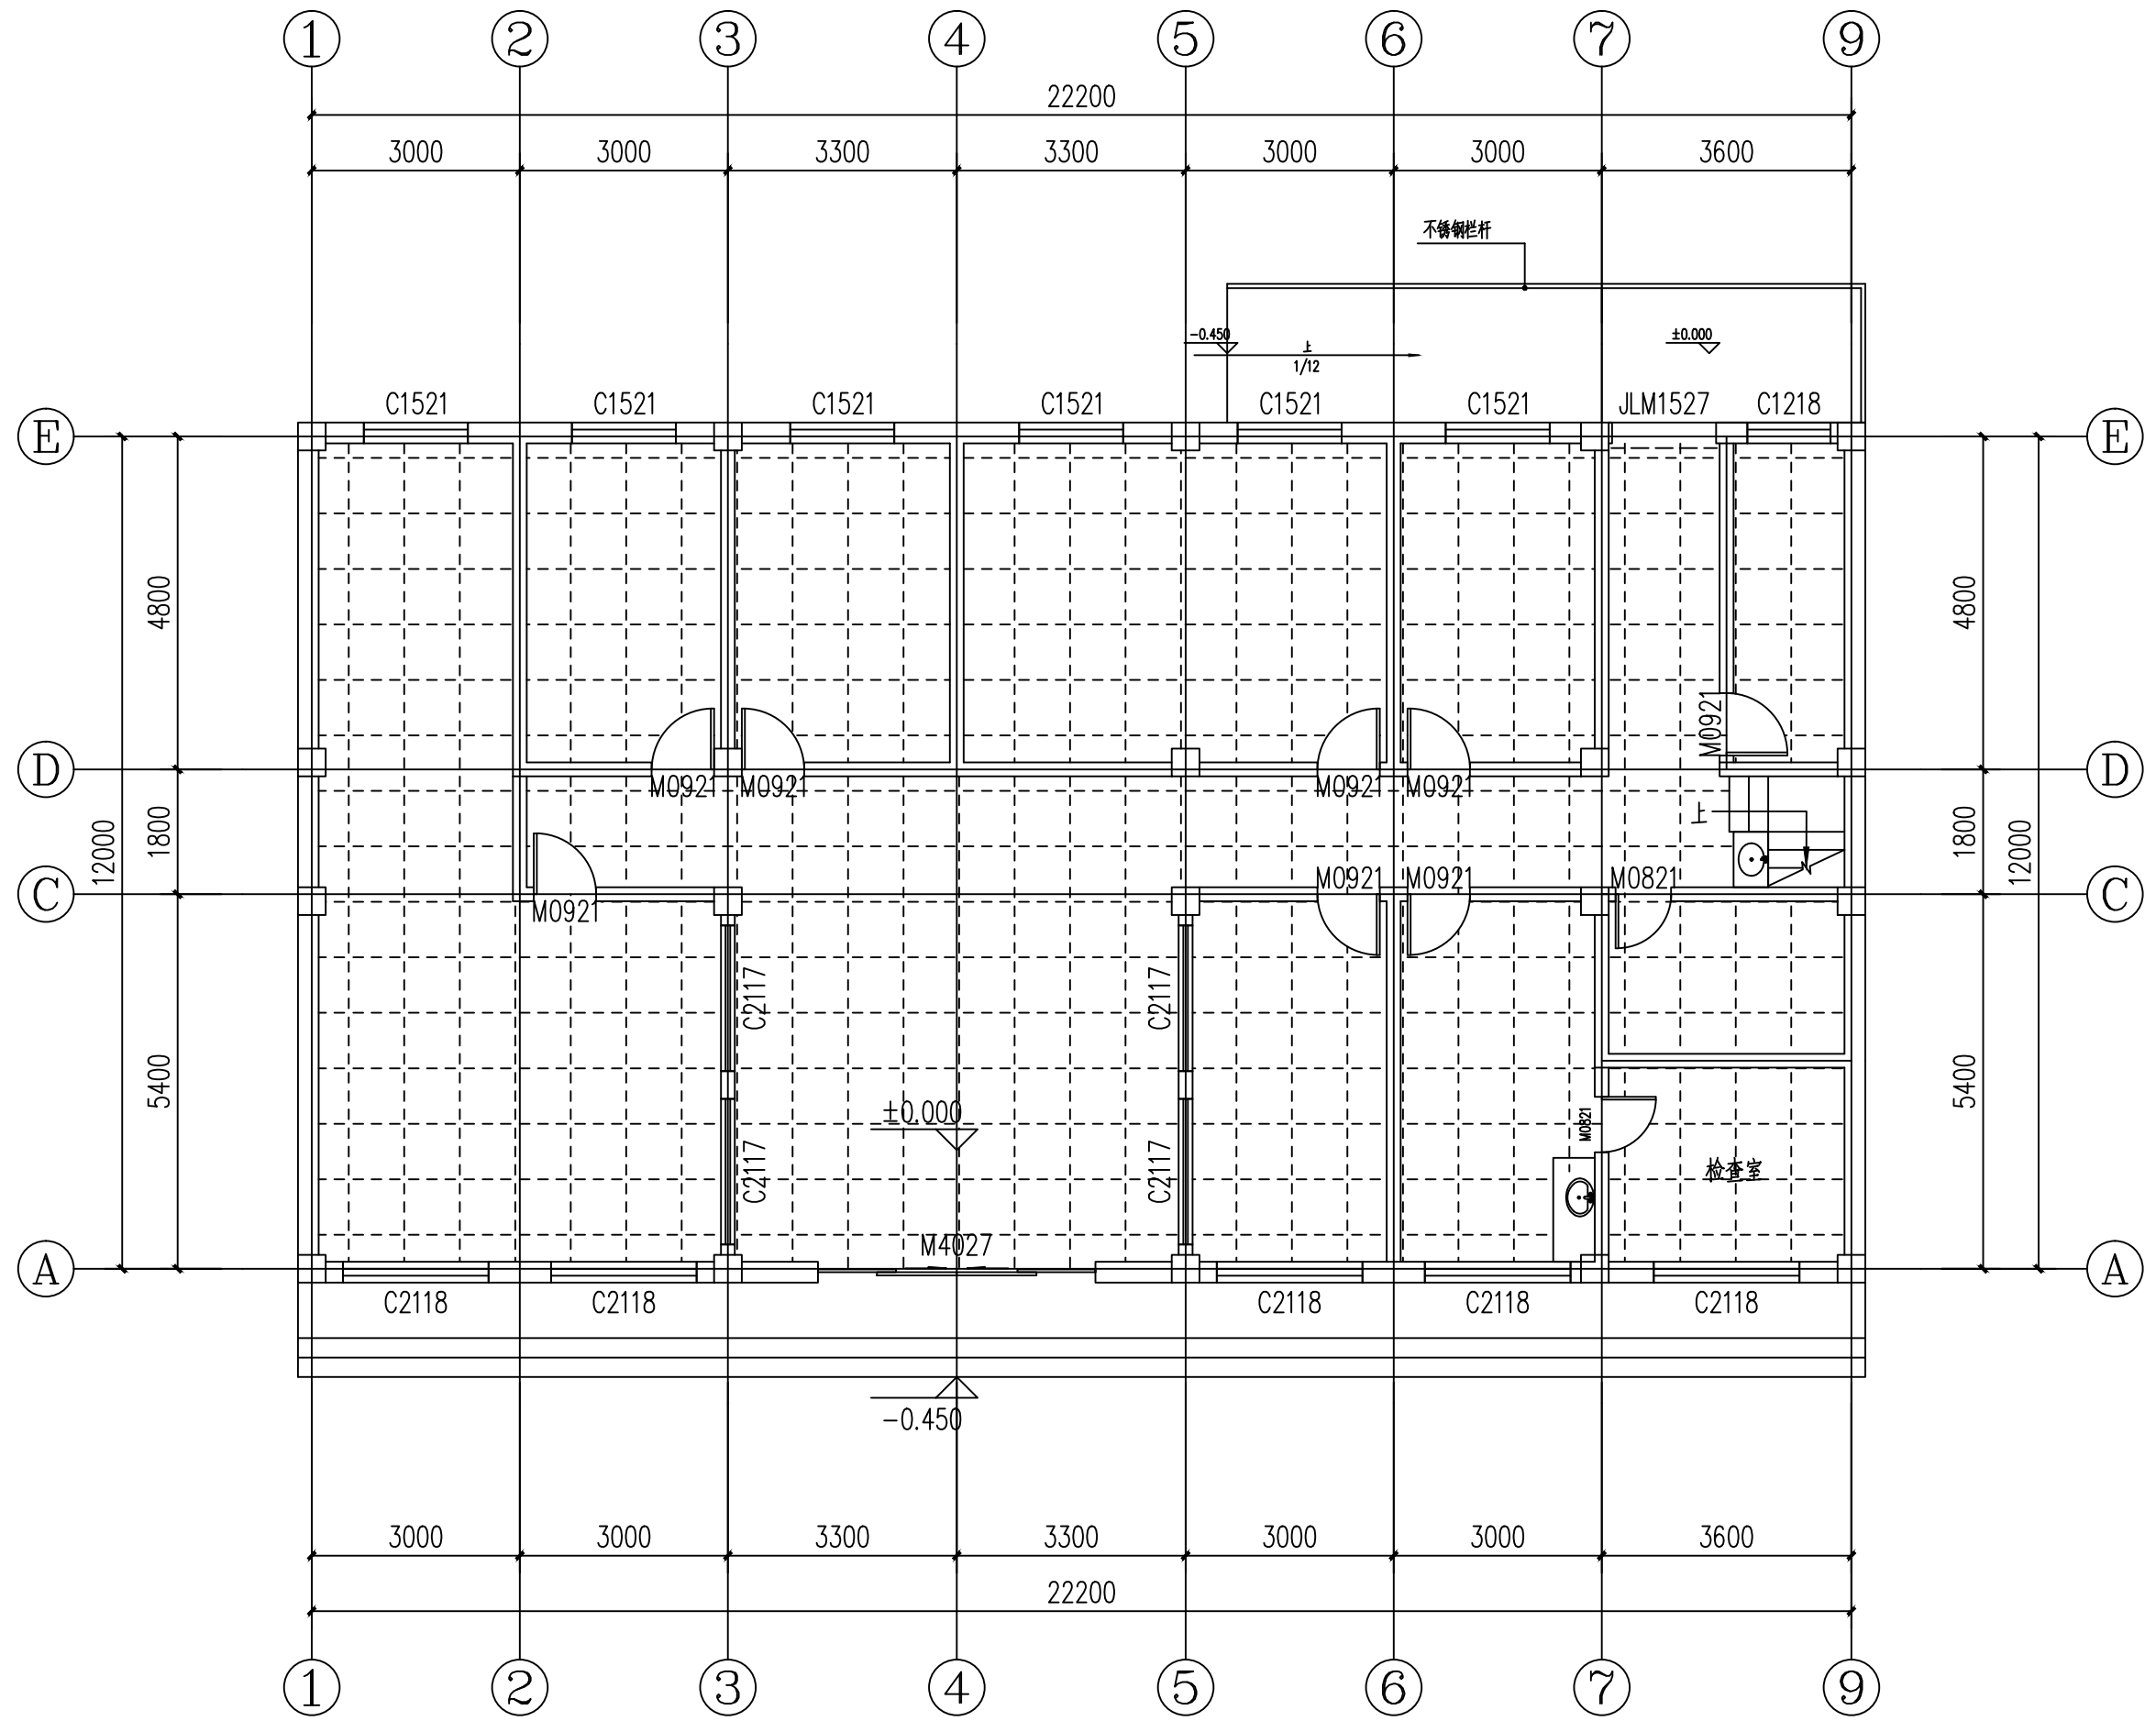 1 2 3 4 5 6 7 9
22200
3000 3000 3300 3300 3000 3000 3600
不锈钢栏杆
-0.450 ±0.000
上
1/12
C1521 C1521 C1521 C1521 C1521 C1521 JLM1527 C1218
E E
4800 4800
M0921
D D
M0921 M0921 M0921 M0921
上
12000 1800 1800 12000
M0921 M0921 M0821
C C
M0921
C2117 C2117
5400 5400
±0.000
M0821
C2117 C2117 检查室
M4027
A A
C2118 C2118 C2118 C2118 C2118
-0.450
3000 3000 3300 3300 3000 3000 3600
22200
1 2 3 4 5 6 7 9